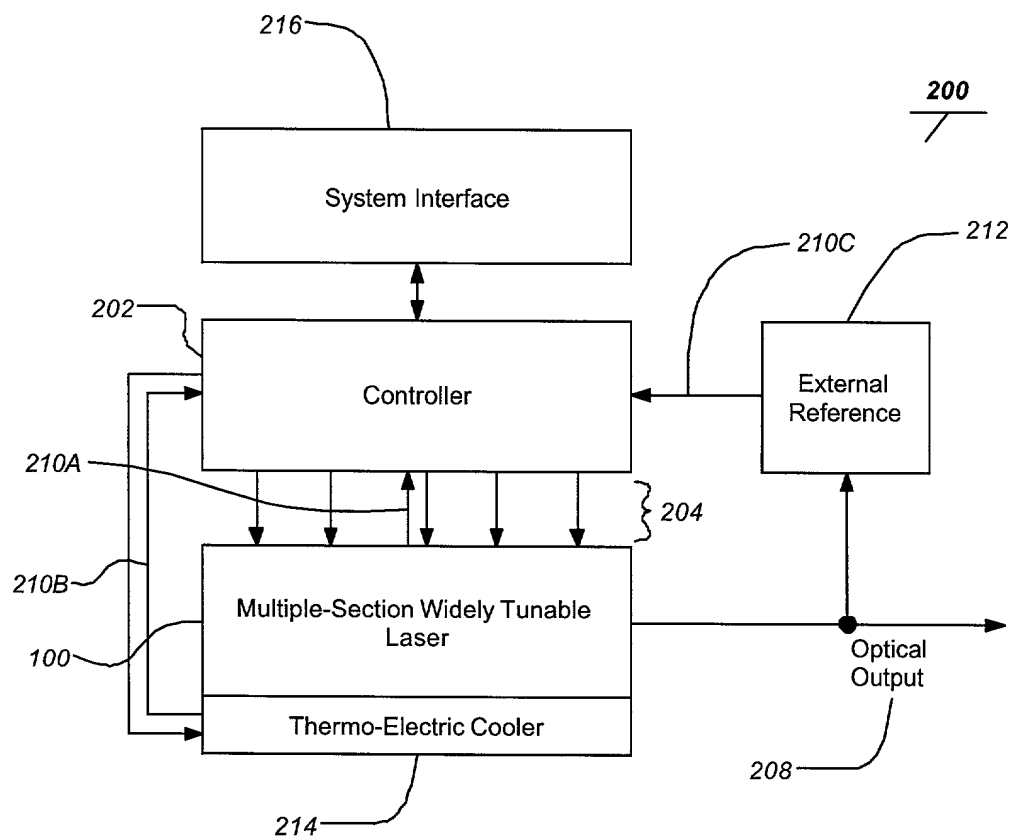 216
200
System Interface
210C
212
202
Controller
External
Reference
210A
204
210B
Multiple-Section Widely Tunable
Laser
100
Optical
Output
Thermo-Electric Cooler
208
214